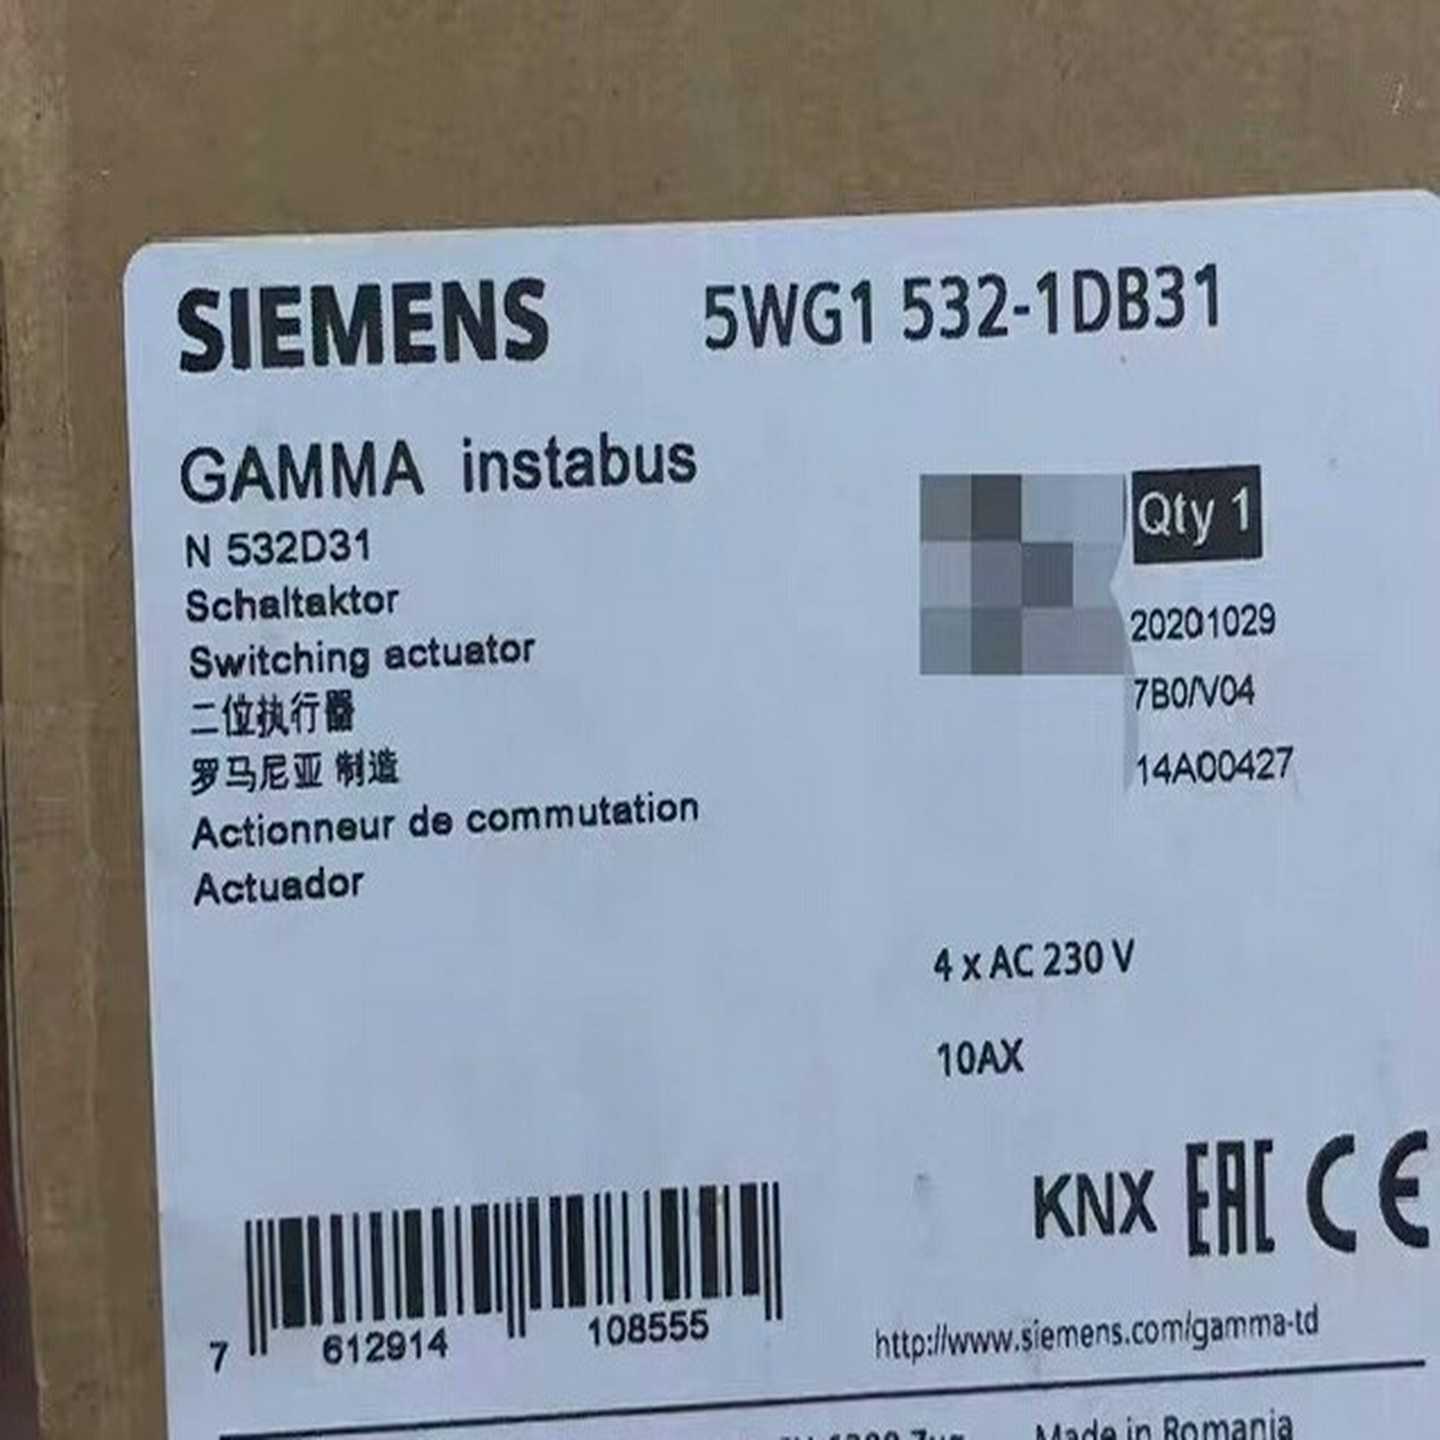 SIEMENS 5WG1 532-1DB31
GAMMA instabus
Qty 1
N 532D31
Schaltaktor
20201029
Switching actuator
7B0/V04
二位执行器
14A00427
罗马尼亚 制造
Actionneur de commutation
Actuador
4 x AC 230 V
10AX
KNX EAC CE
7 612914 108555
http://www.siemens.com/gamma-td
Made in Romania